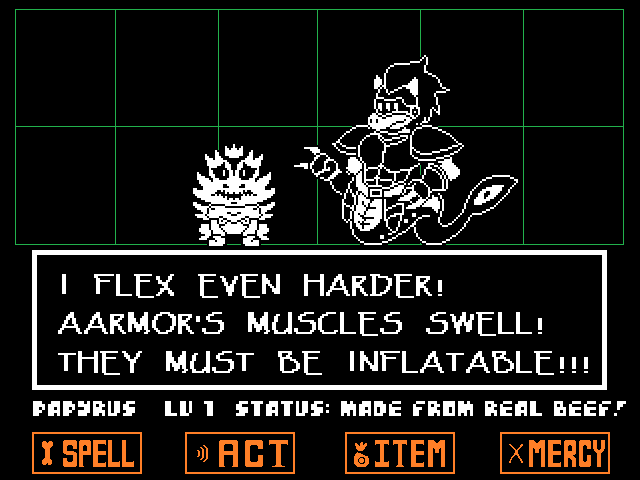 I FLEX EVEN HARDER!
AARMOR'S MUSCLES SWELL!
THEY MUST BE INFLATABLE!!!
PAPYRUS LV 1 STATUS: MADE FROM REAL BEEF!
SPELL ACT ITEM MERCY